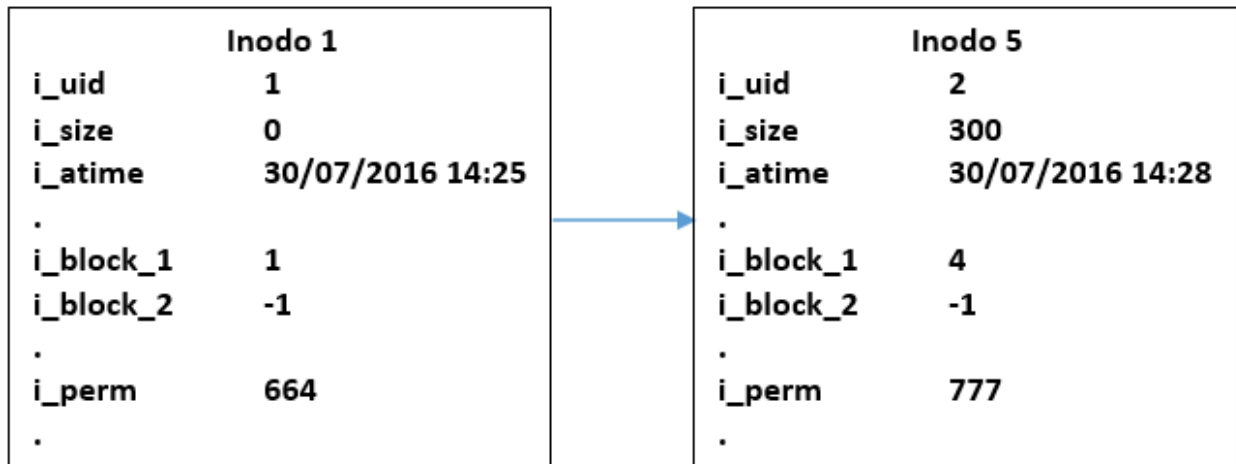 Inodo 1
i_uid 1
i_size 0
i_atime 30/07/2016 14:25
.
i_block_1 1
i_block_2 -1
.
i_perm 664
.
Inodo 5
i_uid 2
i_size 300
i_atime 30/07/2016 14:28
.
i_block_1 4
i_block_2 -1
.
i_perm 777
.